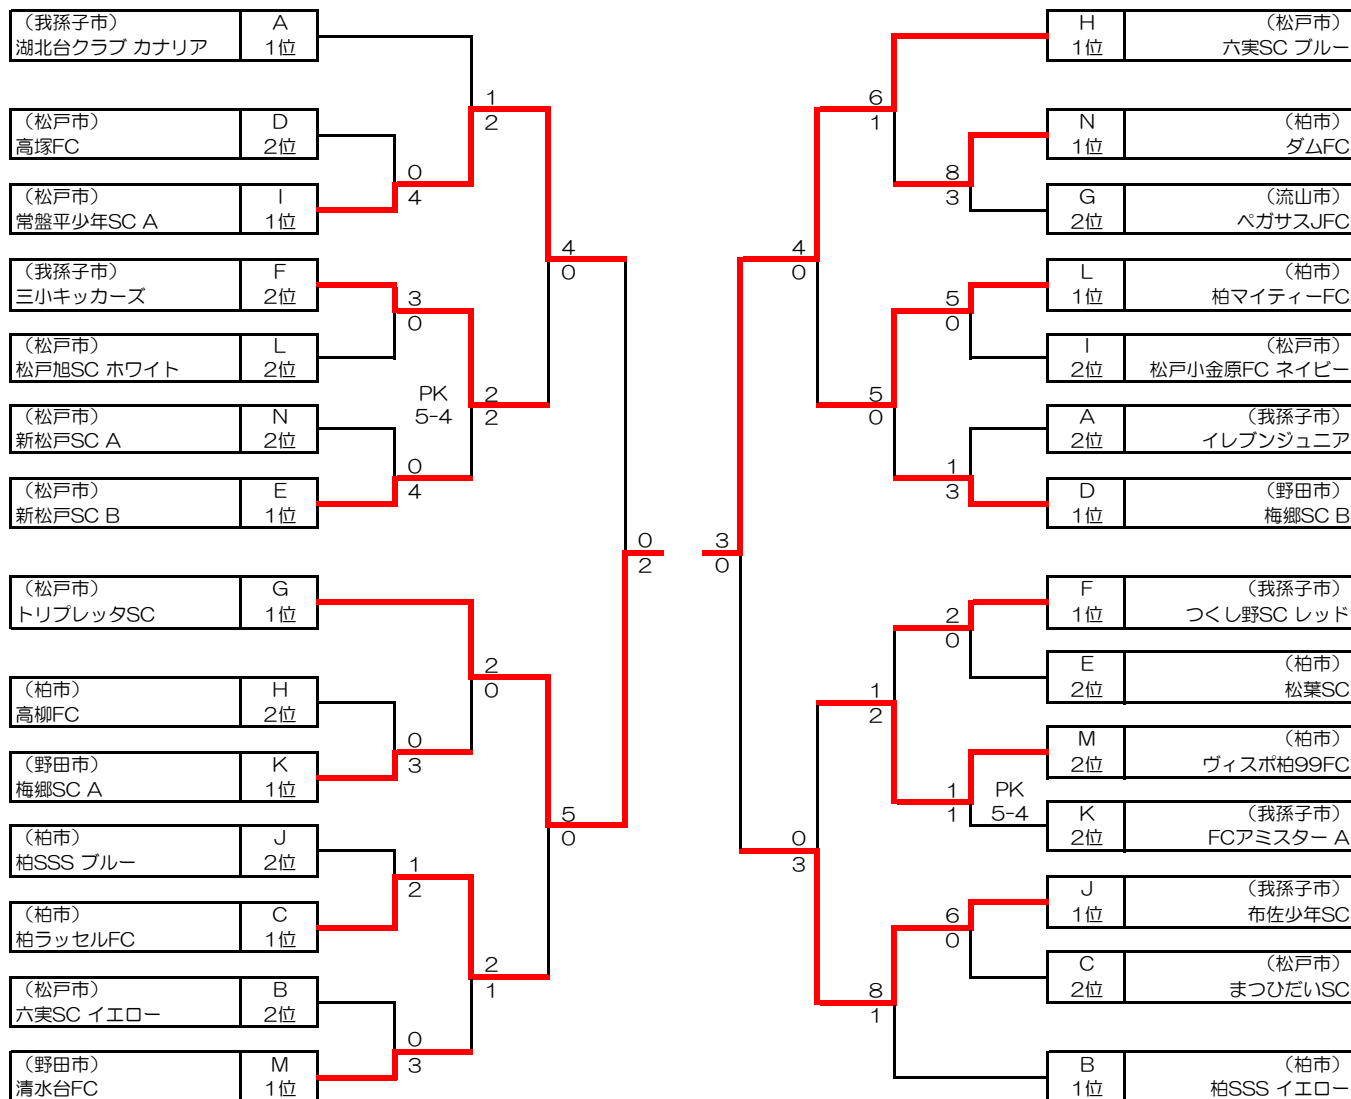 （我孫子市） A
湖北台クラブ カナリア 1位
（松戸市） D
高塚FC 2位
（松戸市） I
常盤平少年SC A 1位
（我孫子市） F
三小キッカーズ 2位
（松戸市） L
松戸旭SC ホワイト 2位
（松戸市） N
新松戸SC A 2位
（松戸市） E
新松戸SC B 1位
（松戸市） G
トリプレッタSC 1位
（柏市） H
高柳FC 2位
（野田市） K
梅郷SC A 1位
（柏市） J
柏SSS ブルー 2位
（柏市） C
柏ラッセルFC 1位
（松戸市） B
六実SC イエロー 2位
（野田市） M
清水台FC 1位
0
4
3
0
0
4
0
3
1
2
0
3
1
2
PK
5-4
2
2
2
0
2
1
4
0
5
0
0
2
3
0
4
0
0
3
6
1
5
0
1
2
8
1
8
3
5
0
1
3
2
0
1
1
PK
5-4
6
0
H （松戸市）
1位 六実SC ブルー
N （柏市）
1位 ダムFC
G （流山市）
2位 ペガサスJFC
L （柏市）
1位 柏マイティーFC
I （松戸市）
2位 松戸小金原FC ネイビー
A （我孫子市）
2位 イレブンジュニア
D （野田市）
1位 梅郷SC B
F （我孫子市）
1位 つくし野SC レッド
E （柏市）
2位 松葉SC
M （柏市）
2位 ヴィスポ柏99FC
K （我孫子市）
2位 FCアミスター A
J （我孫子市）
1位 布佐少年SC
C （松戸市）
2位 まつひだいSC
B （柏市）
1位 柏SSS イエロー